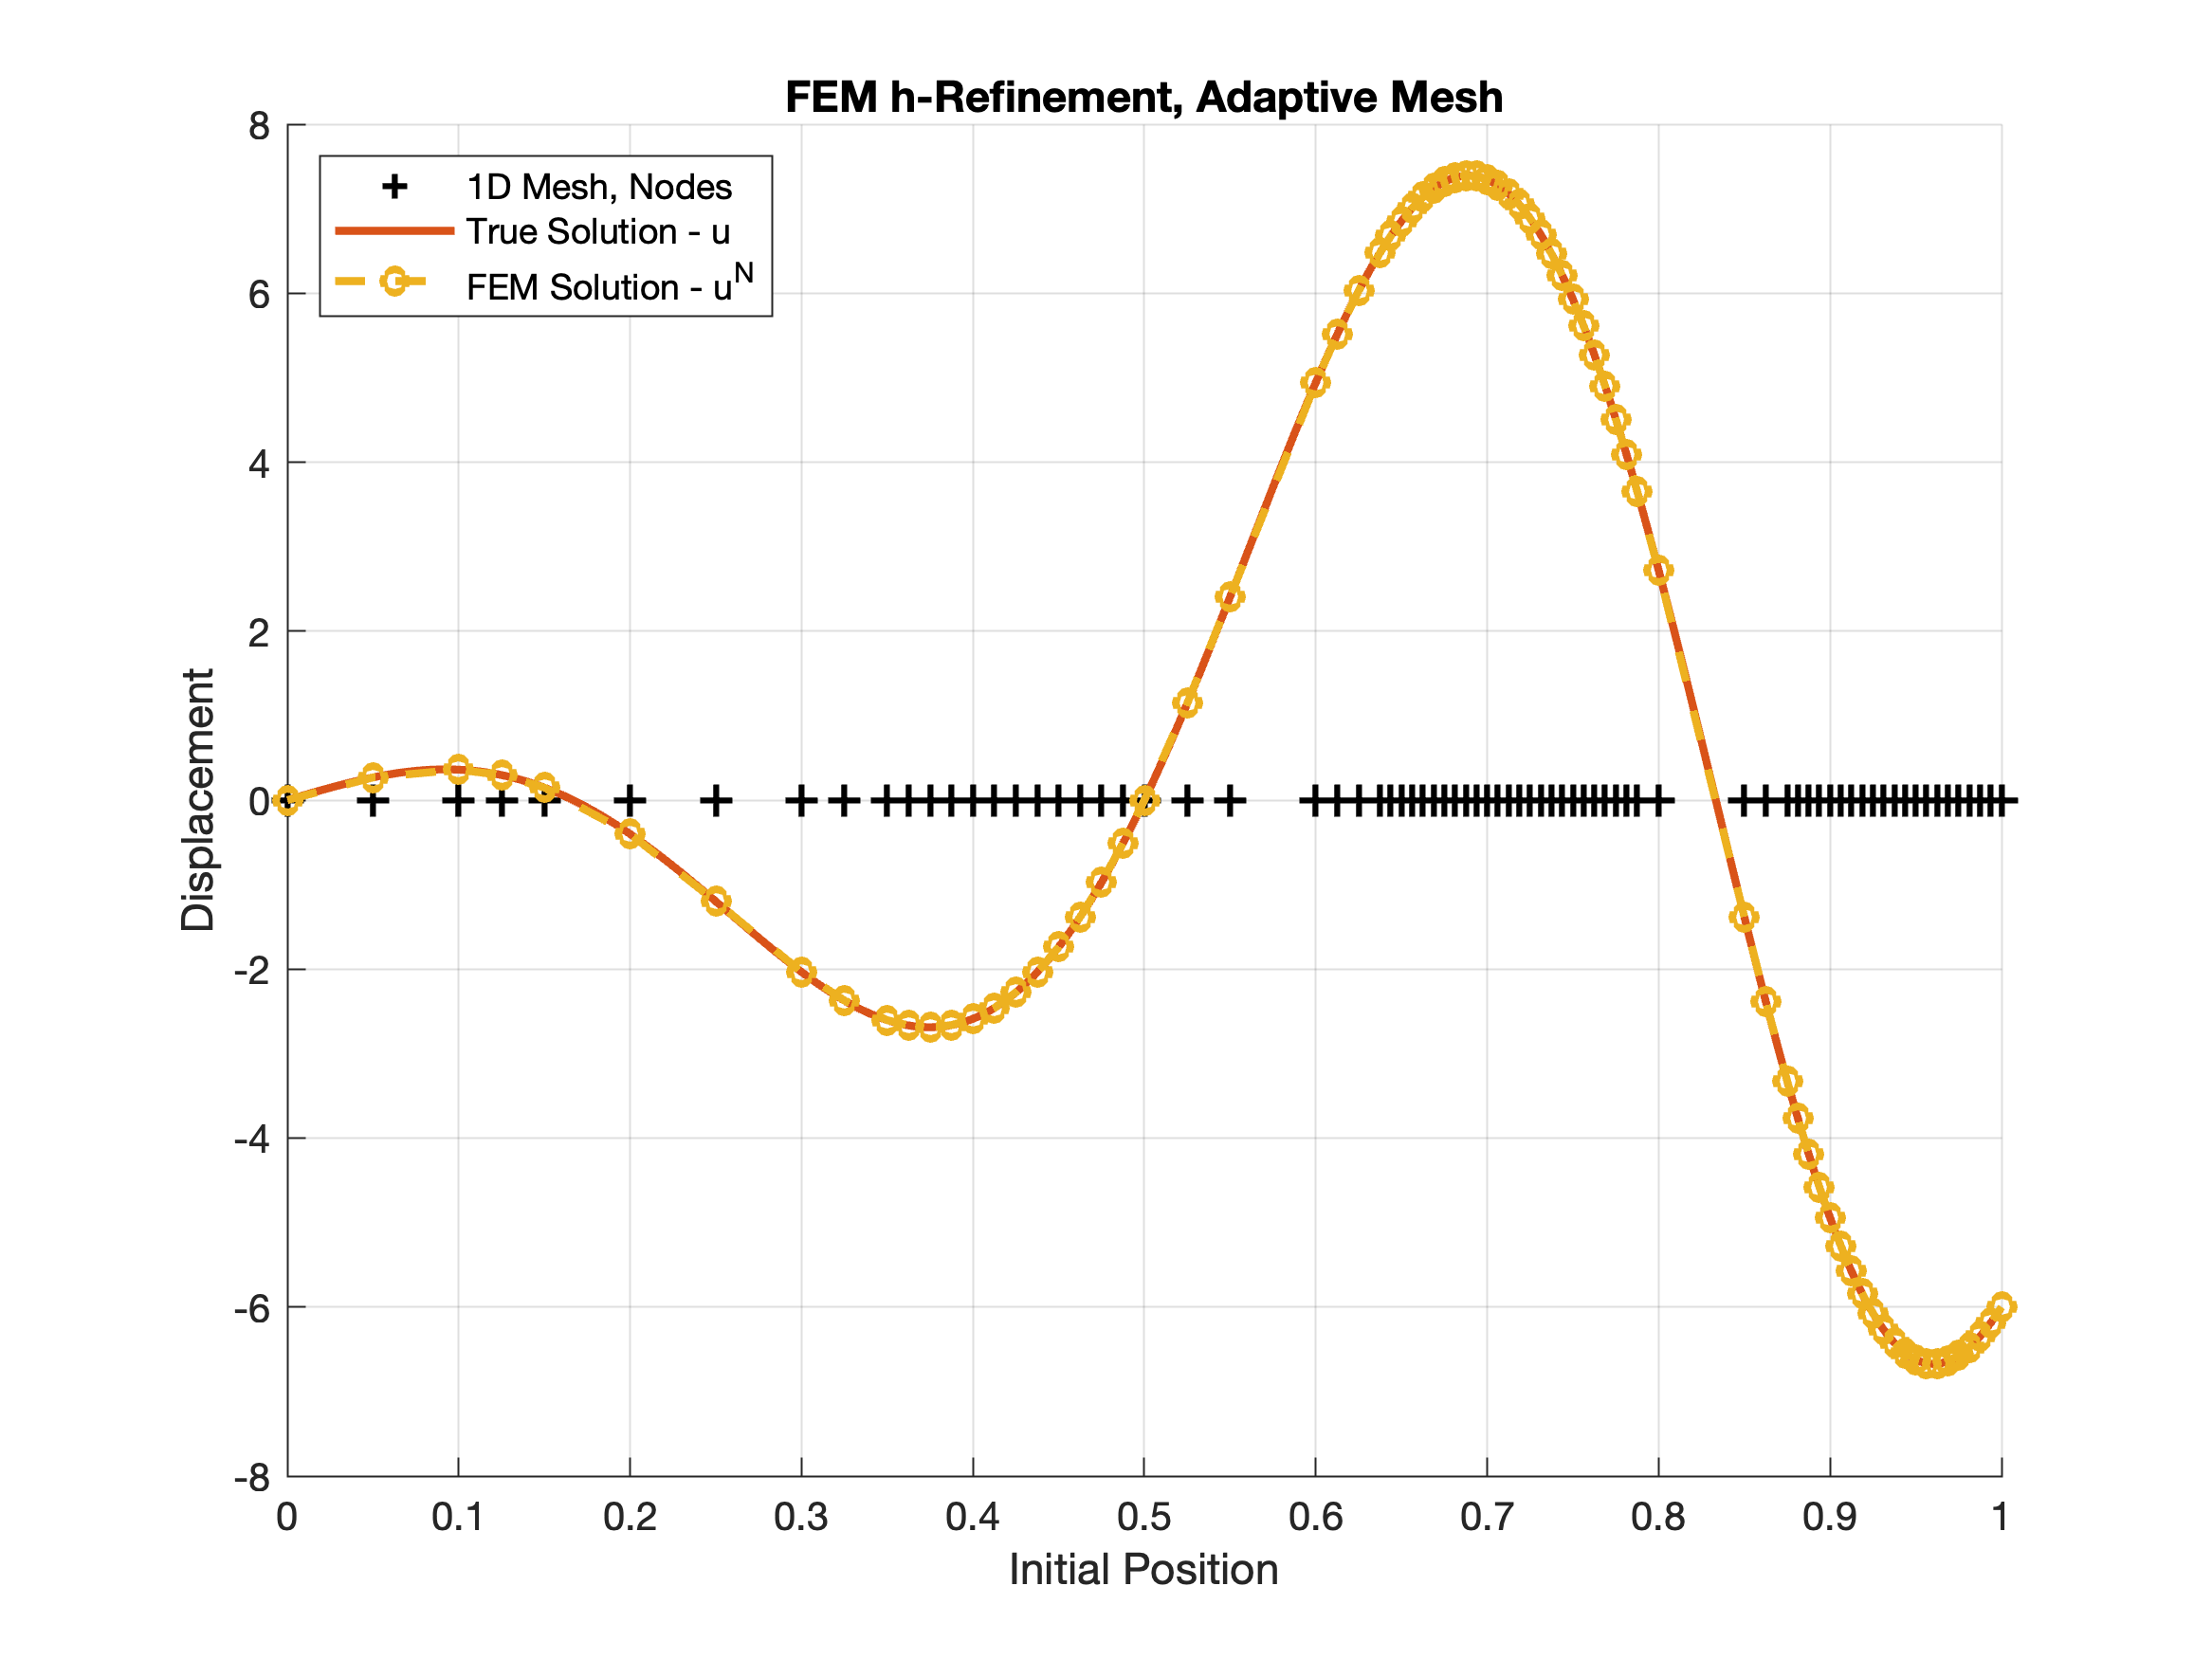 FEM h-Refinement, Adaptive Mesh
1D Mesh, Nodes
True Solution - u
FEM Solution - u^N
8
6
4
2
0
-2
-4
-6
-8
Displacement
0 0.1 0.2 0.3 0.4 0.5 0.6 0.7 0.8 0.9 1
Initial Position